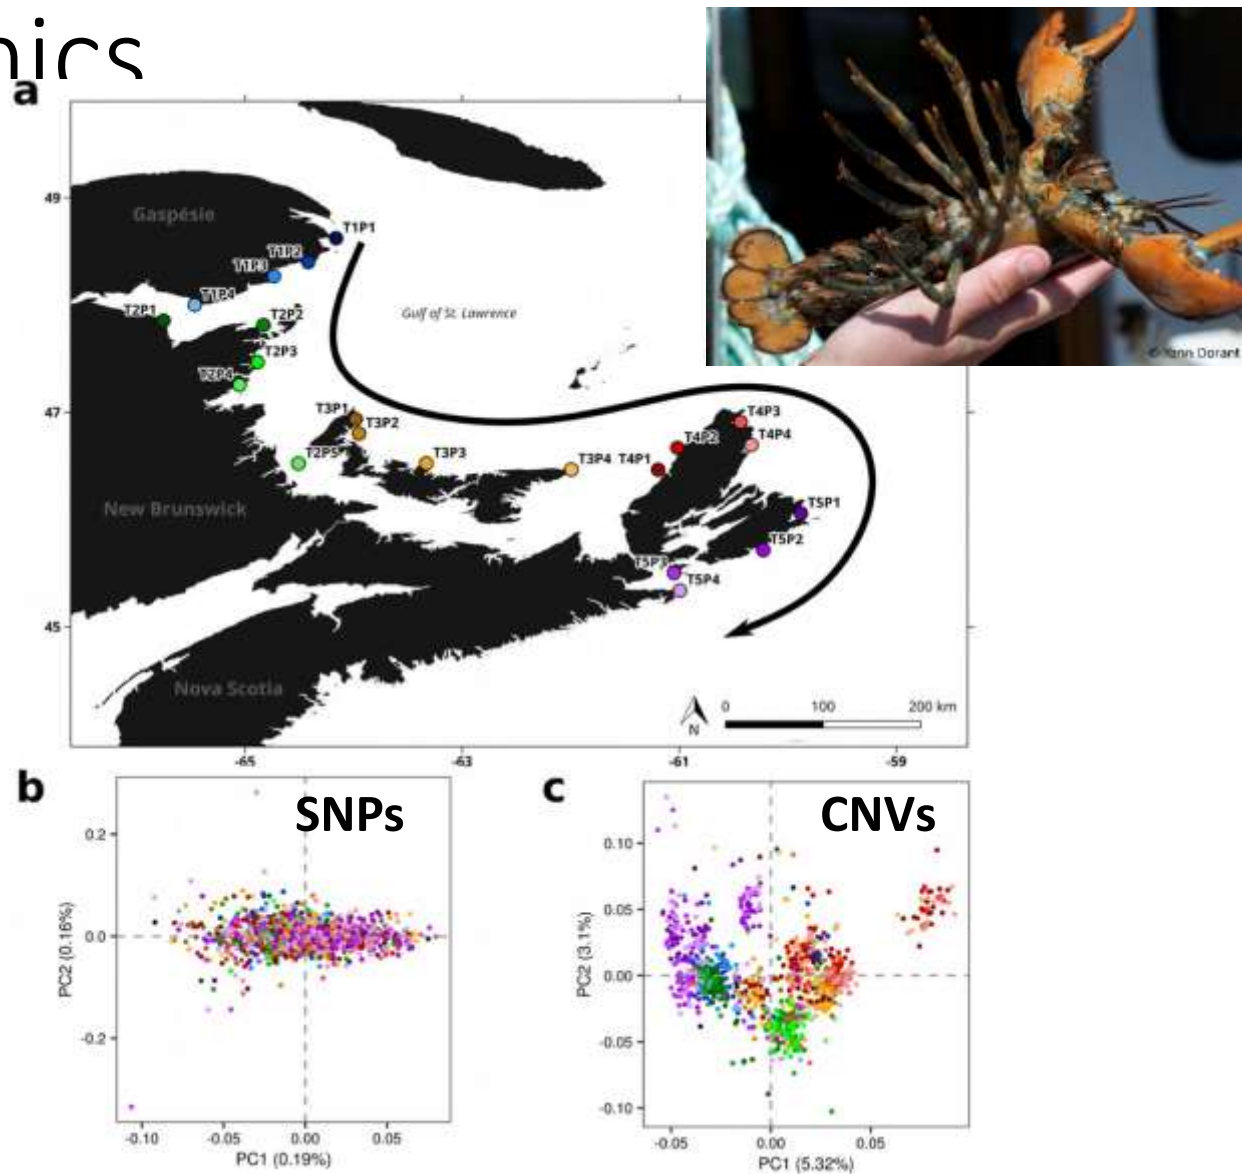 nics
a
© Yann Dorant
49
47
45
-65
-63
-61
-59
Gaspésie
Gulf of St. Lawrence
New Brunswick
Nova Scotia
T1P1
T1P2
T1P3
T1P4
T2P1
T2P2
T2P3
T2P4
T2P5
T3P1
T3P2
T3P3
T3P4
T4P1
T4P2
T4P3
T4P4
T5P1
T5P2
T5P3
T5P4
N
0 100 200 km
b
SNPs
0.2
0.0
-0.2
PC2 (0.16%)
-0.10 -0.05 0.00 0.05
PC1 (0.19%)
c
CNVs
0.10
0.05
0.00
-0.05
-0.10
PC2 (3.1%)
-0.05 0.00 0.05
PC1 (5.32%)